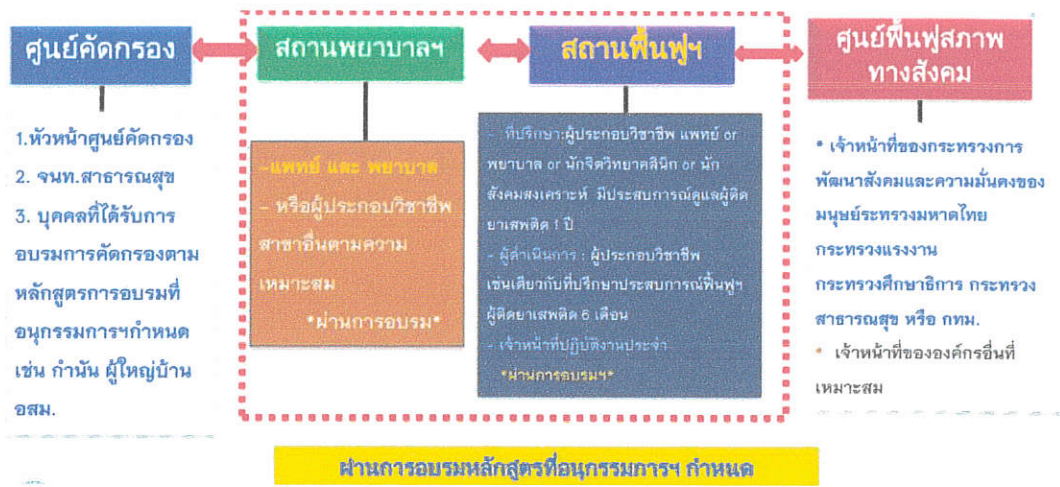 ศูนย์คัดกรอง
1.หัวหน้าศูนย์คัดกรอง
2. จนท.สาธารณสุข
3. บุคคลที่ได้รับการ
อบรมการคัดกรองตาม
หลักสูตรการอบรมที่
อนุกรรมการฯกำหนด
เช่น กำนัน ผู้ใหญ่บ้าน
อสม.
สถานพยาบาลฯ
-แพทย์ และ พยาบาล
- หรือผู้ประกอบวิชาชีพ
สาขาอื่นตามความ
เหมาะสม
*ผ่านการอบรม*
สถานฟื้นฟูฯ
- ที่ปรึกษา:ผู้ประกอบวิชาชีพ แพทย์ or
พยาบาล or นักจิตวิทยาคลินิก or นัก
สังคมสงเคราะห์ มีประสบการณ์ดูแลผู้ติด
ยาเสพติด 1 ปี
- ผู้ดำเนินการ : ผู้ประกอบวิชาชีพ
เช่นเดียวกับที่ปรึกษาประสบการณ์ฟื้นฟูฯ
ผู้ติดยาเสพติด 6 เดือน
- เจ้าหน้าที่ปฏิบัติงานประจำ
*ผ่านการอบรมฯ*
ศูนย์ฟื้นฟูสภาพ
ทางสังคม
• เจ้าหน้าที่ของกระทรวงการ
พัฒนาสังคมและความมั่นคงของ
มนุษย์ระทรวงมหาดไทย
กระทรวงแรงงาน
กระทรวงศึกษาธิการ กระทรวง
สาธารณสุข หรือ กทม.
• เจ้าหน้าที่ขององค์กรอื่นที่
เหมาะสม
ผ่านการอบรมหลักสูตรที่อนุกรรมการฯ กำหนด